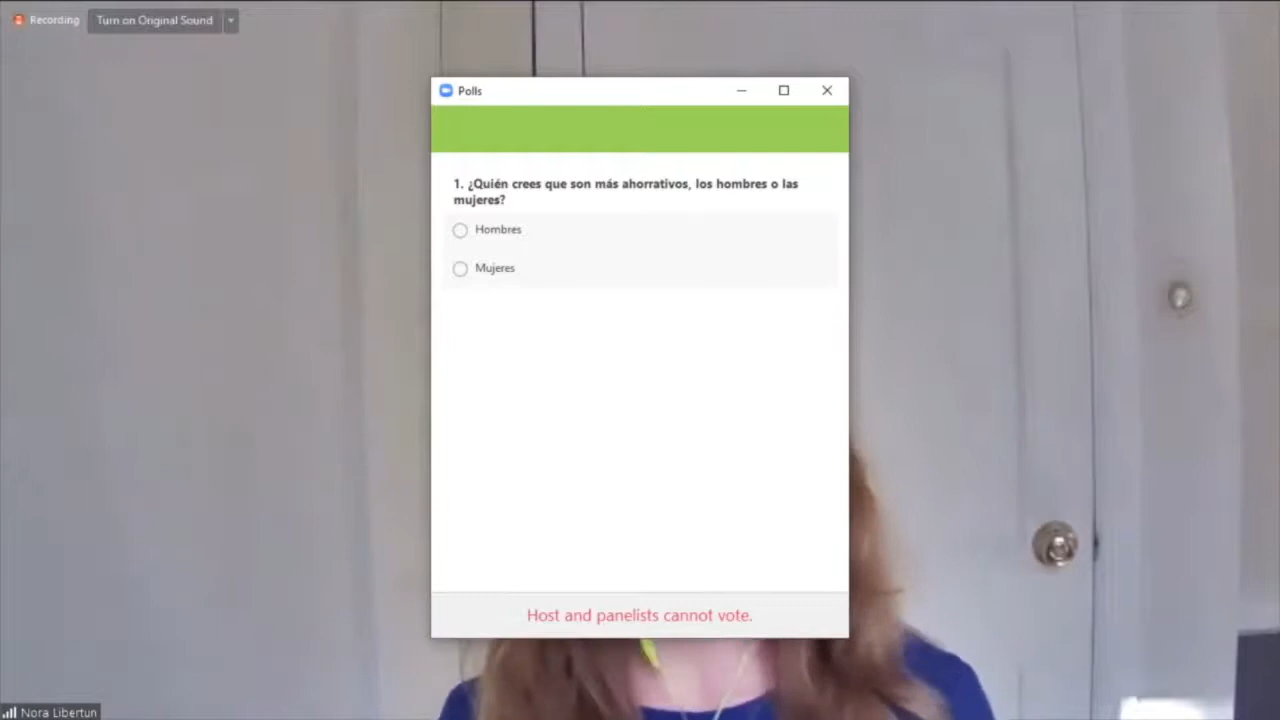 Recording
Turn on Original Sound
Polls
1. ¿Quién crees que son más ahorrativos, los hombres o las
mujeres?
Hombres
Mujeres
Host and panelists cannot vote.
Nora Libertun